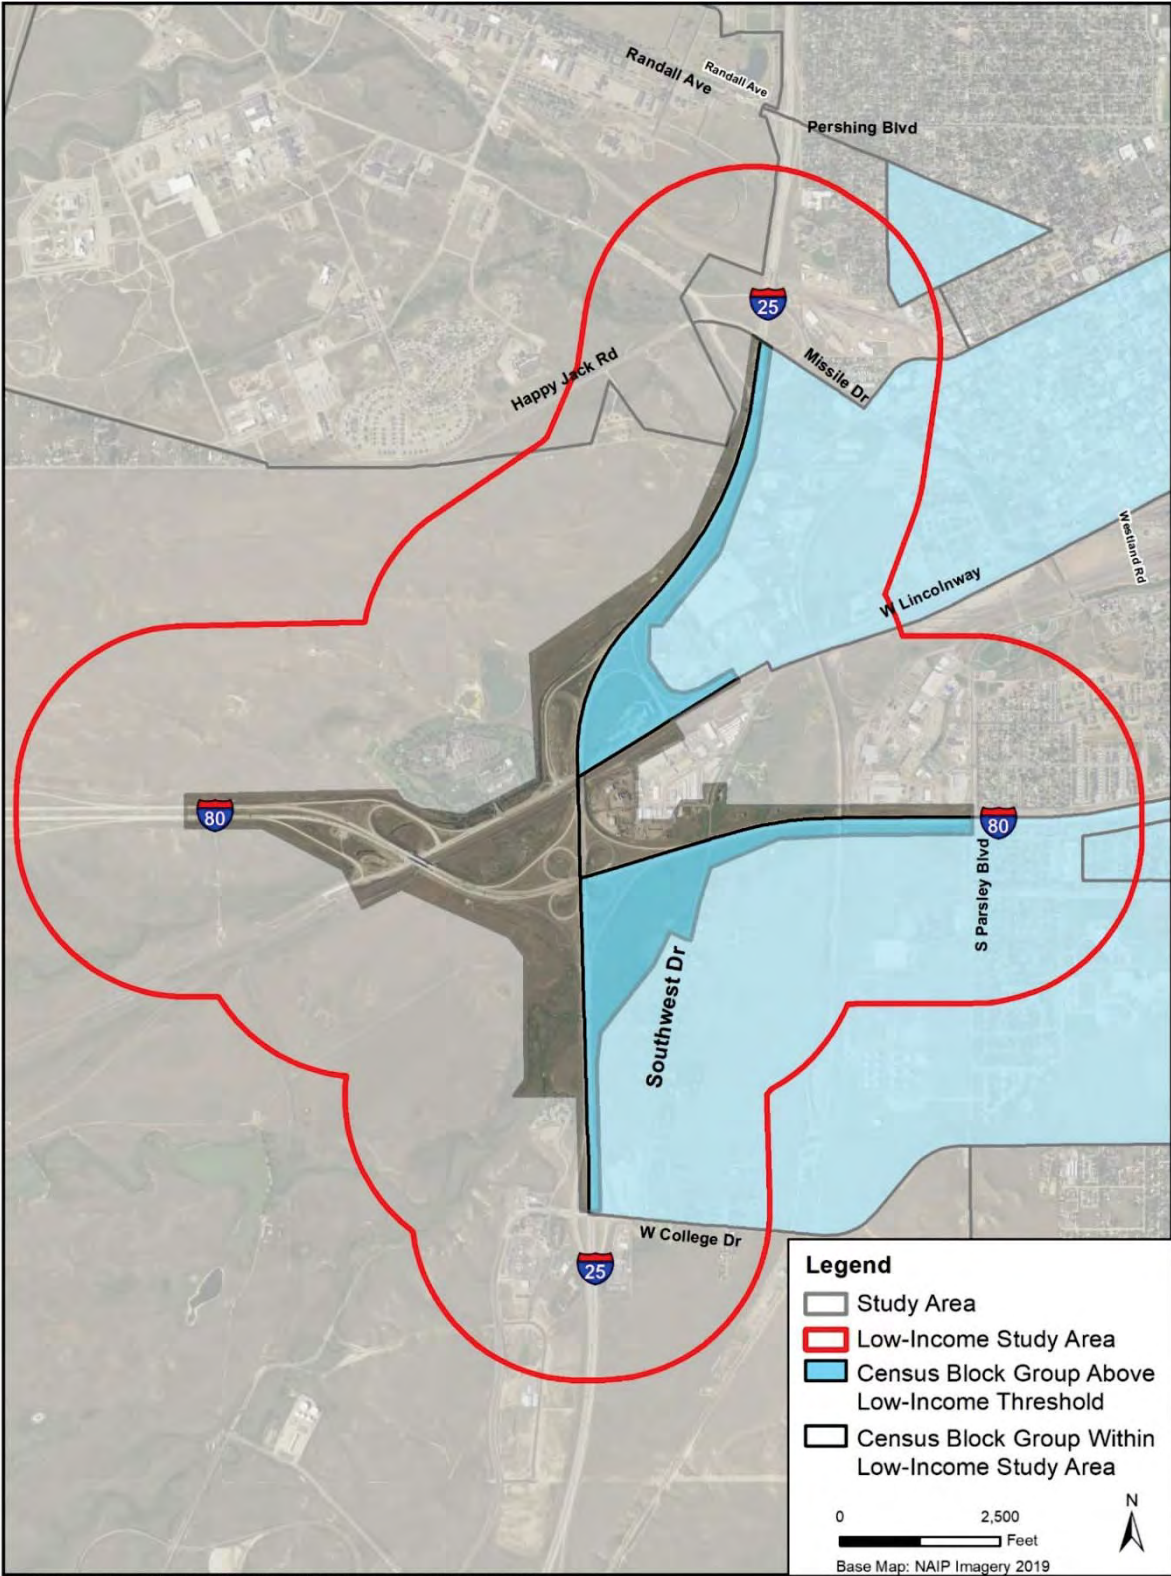 Randall Ave
Randall Ave
Pershing Blvd
25
Missile Dr
Happy Jack Rd
Westland Rd
W Lincolnway
80
80
S Parsley Blvd
Southwest Dr
W College Dr
25
Legend
Study Area
Low-Income Study Area
Census Block Group Above
Low-Income Threshold
Census Block Group Within
Low-Income Study Area
N
0 2,500
Feet
Base Map: NAIP Imagery 2019